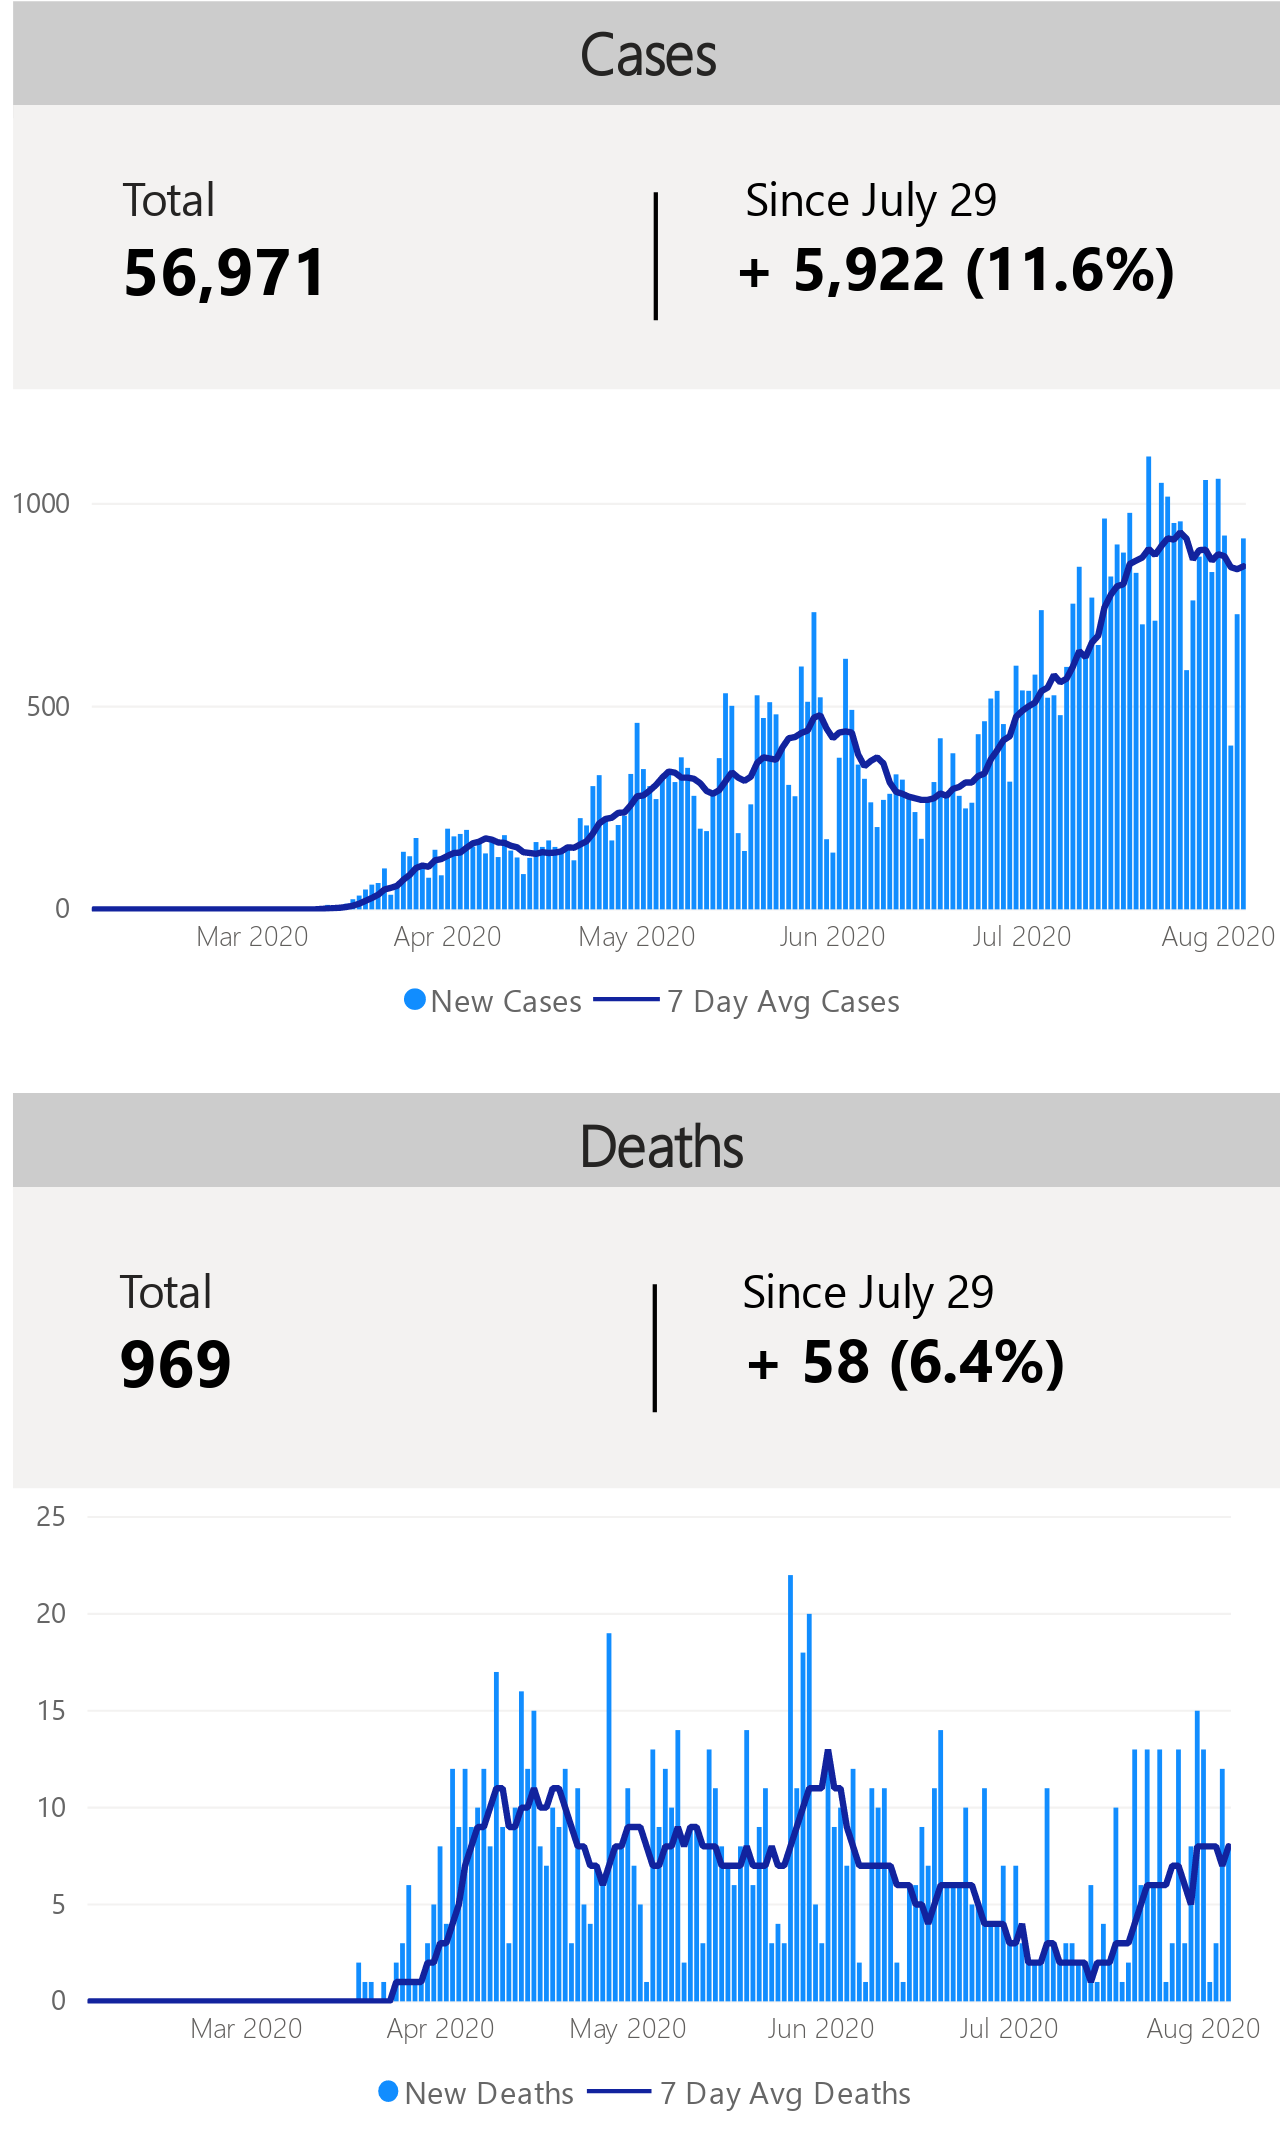 Cases
Total
56,971
Since July 29
+ 5,922 (11.6%)
1000
500
0
Mar 2020 Apr 2020 May 2020 Jun 2020 Jul 2020 Aug 2020
New Cases 7 Day Avg Cases
Deaths
Total
969
Since July 29
+ 58 (6.4%)
25
20
15
10
5
0
Mar 2020 Apr 2020 May 2020 Jun 2020 Jul 2020 Aug 2020
New Deaths 7 Day Avg Deaths